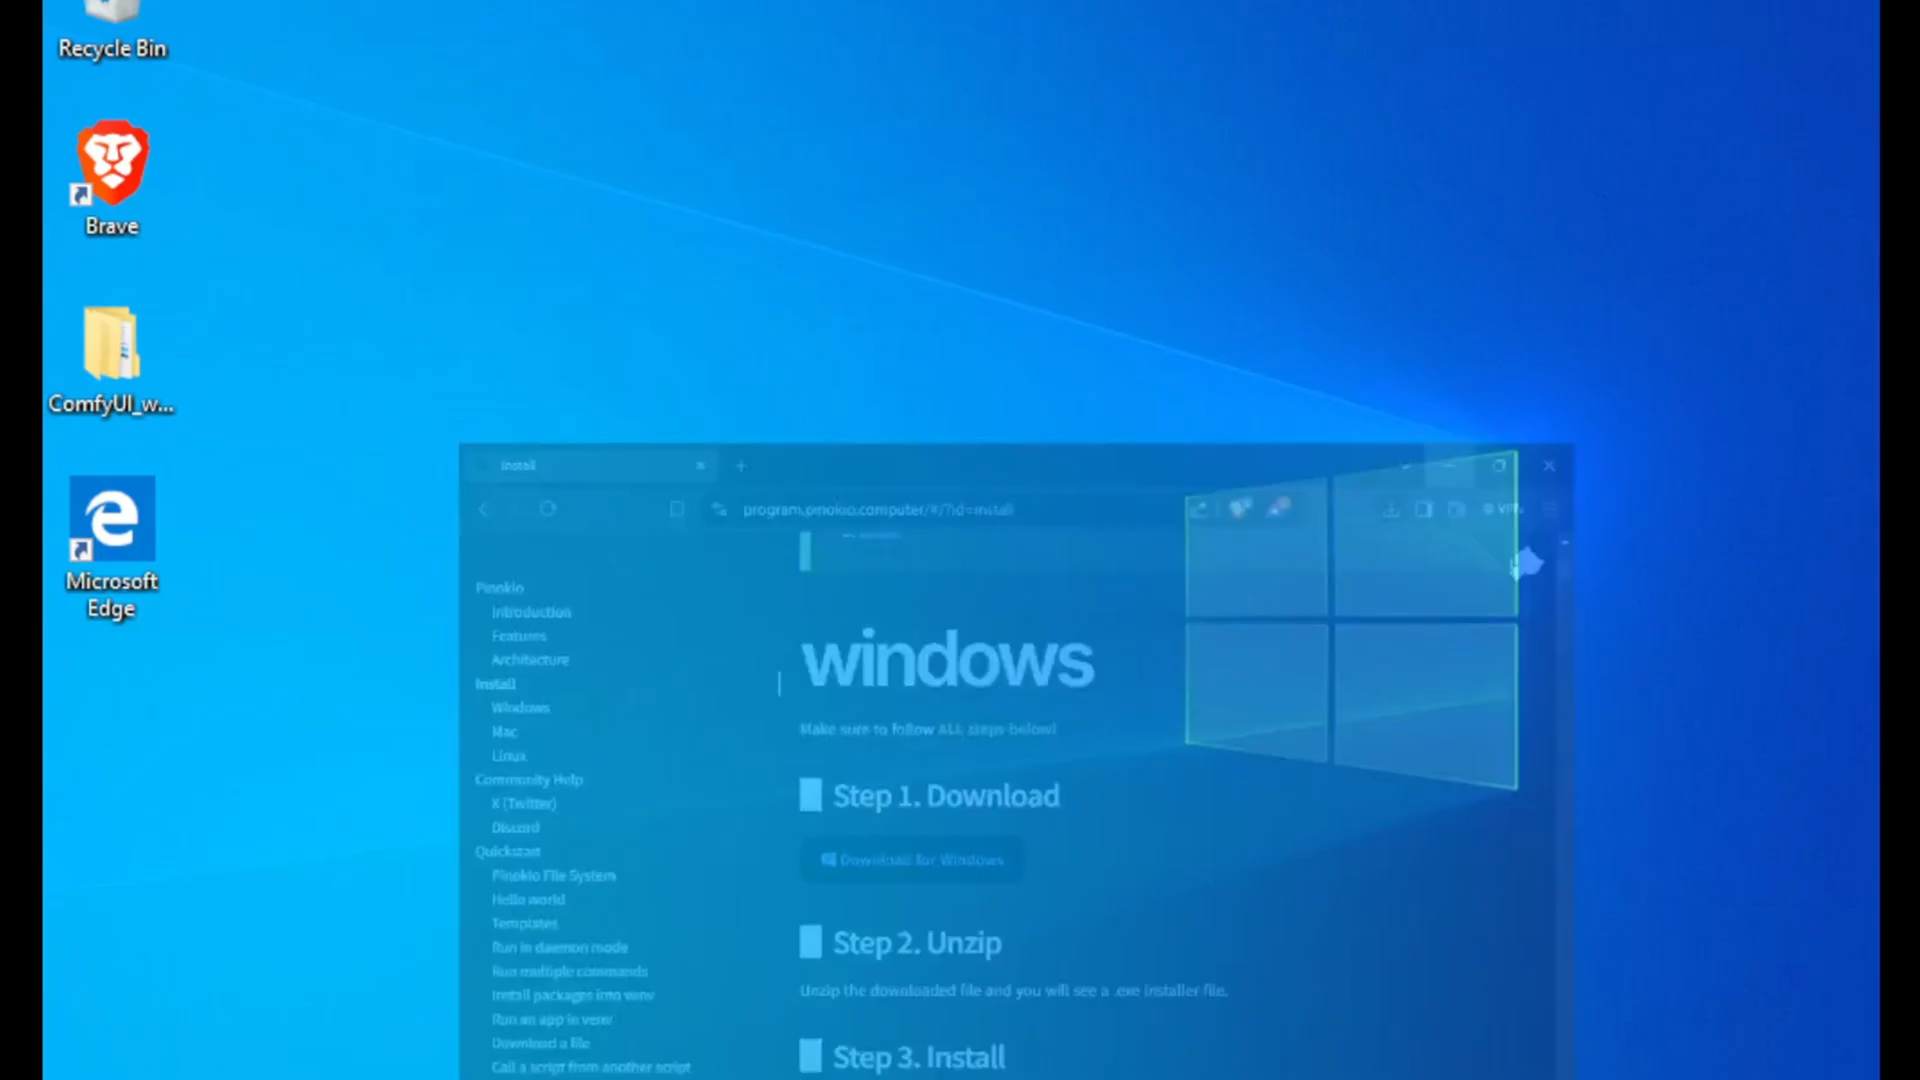 Recycle Bin
Brave
ComfyUI_w...
Microsoft
Edge
Install
program.pinokio.computer/#/?id=install
VPN
Pinokio
Introduction
Features
Architecture
Install
Windows
Mac
Linux
Community Help
X (Twitter)
Discord
Quickstart
Pinokio File System
Hello world
Templates
Run in daemon mode
Run multiple commands
Install packages into venv
Run an app in venv
Download a file
Call a script from another script
windows
Make sure to follow ALL steps below!
Step 1. Download
Download for Windows
Step 2. Unzip
Unzip the downloaded file and you will see a .exe installer file.
Step 3. Install